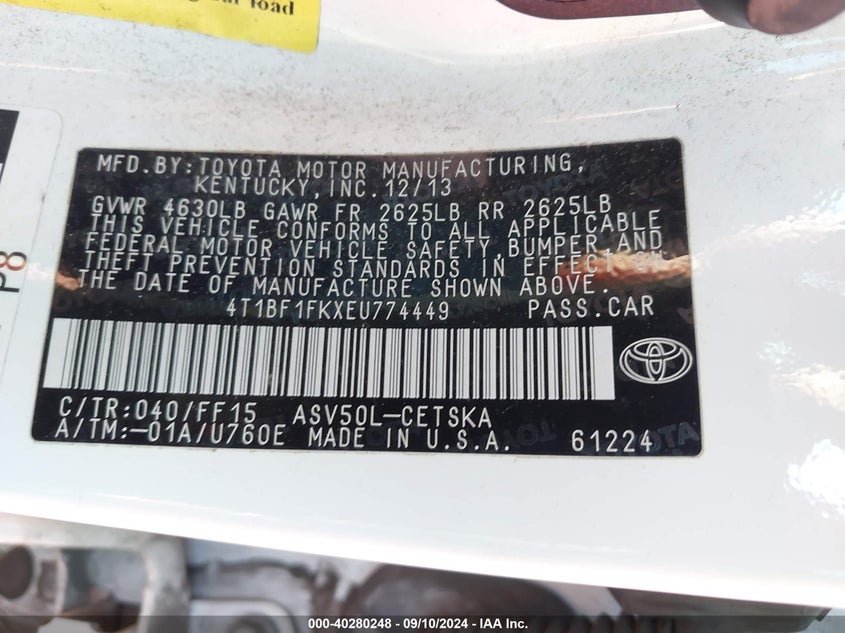 load
P8
MFD.BY:TOYOTA MOTOR MANUFACTURING,
KENTUCKY,INC.12/13
GVWR 4630LB GAWR FR 2625LB RR 2625LB
THIS VEHICLE CONFORMS TO ALL APPLICABLE
FEDERAL MOTOR VEHICLE SAFETY,BUMPER,AND
THEFT PREVENTION STANDARDS IN EFFECT ON
THE DATE OF MANUFACTURE SHOWN ABOVE.
4T1BF1FKXEU774449 PASS.CAR
C/TR:040/FF15 ASV50L-CETSKA
A/TM:-01A/U760E MADE IN U.S.A. 61224
000-40280248 - 09/10/2024 - IAA Inc.